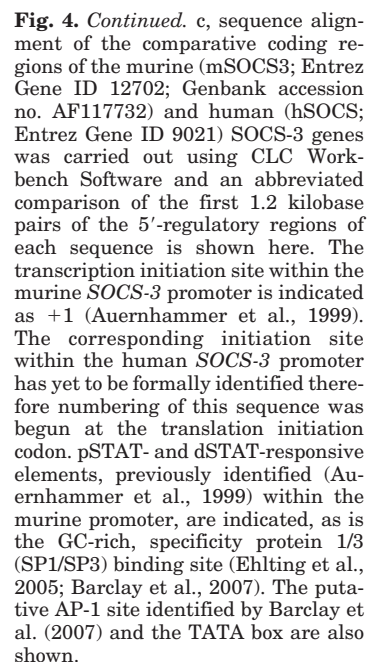 Fig. 4. Continued. c, sequence align-
ment of the comparative coding re-
gions of the murine (mSOCS3; Entrez
Gene ID 12702; Genbank accession
no. AF117732) and human (hSOCS;
Entrez Gene ID 9021) SOCS-3 genes
was carried out using CLC Work-
bench Software and an abbreviated
comparison of the first 1.2 kilobase
pairs of the 5′-regulatory regions of
each sequence is shown here. The
transcription initiation site within the
murine SOCS-3 promoter is indicated
as +1 (Auernhammer et al., 1999).
The corresponding initiation site
within the human SOCS-3 promoter
has yet to be formally identified there-
fore numbering of this sequence was
begun at the translation initiation
codon. pSTAT- and dSTAT-responsive
elements, previously identified (Au-
ernhammer et al., 1999) within the
murine promoter, are indicated, as is
the GC-rich, specificity protein 1/3
(SP1/SP3) binding site (Ehlting et al.,
2005; Barclay et al., 2007). The puta-
tive AP-1 site identified by Barclay et
al. (2007) and the TATA box are also
shown.